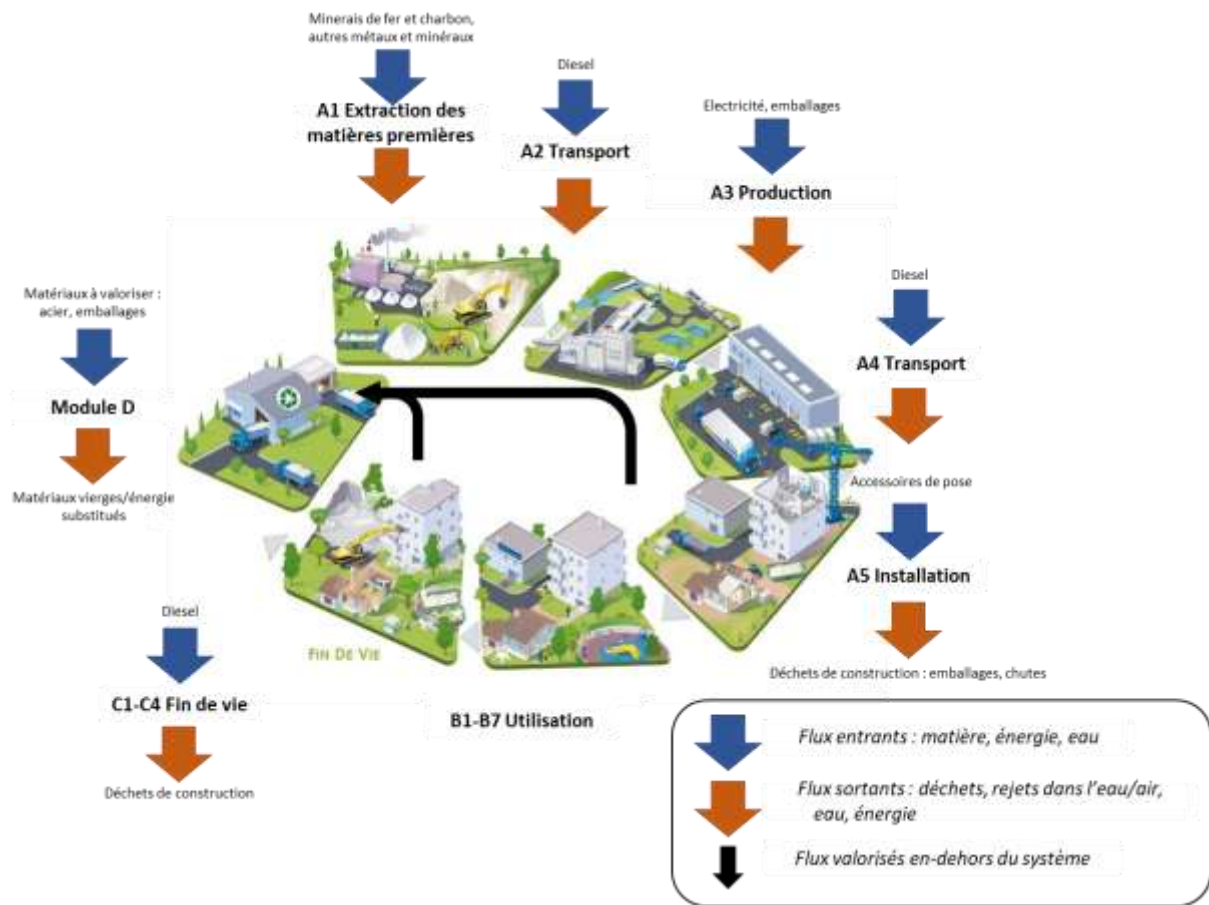 Minerais de fer et charbon,
autres métaux et minéraux
A1 Extraction des
matières premières
Diesel
A2 Transport
Electricité, emballages
A3 Production
Diesel
A4 Transport
Accessoires de pose
A5 Installation
Déchets de construction : emballages, chutes
B1-B7 Utilisation
FIN DE VIE
Diesel
C1-C4 Fin de vie
Déchets de construction
Matériaux à valoriser :
acier, emballages
Module D
Matériaux vierges/énergie
substitués
Flux entrants : matière, énergie, eau
Flux sortants : déchets, rejets dans l'eau/air,
eau, énergie
Flux valorisés en-dehors du système